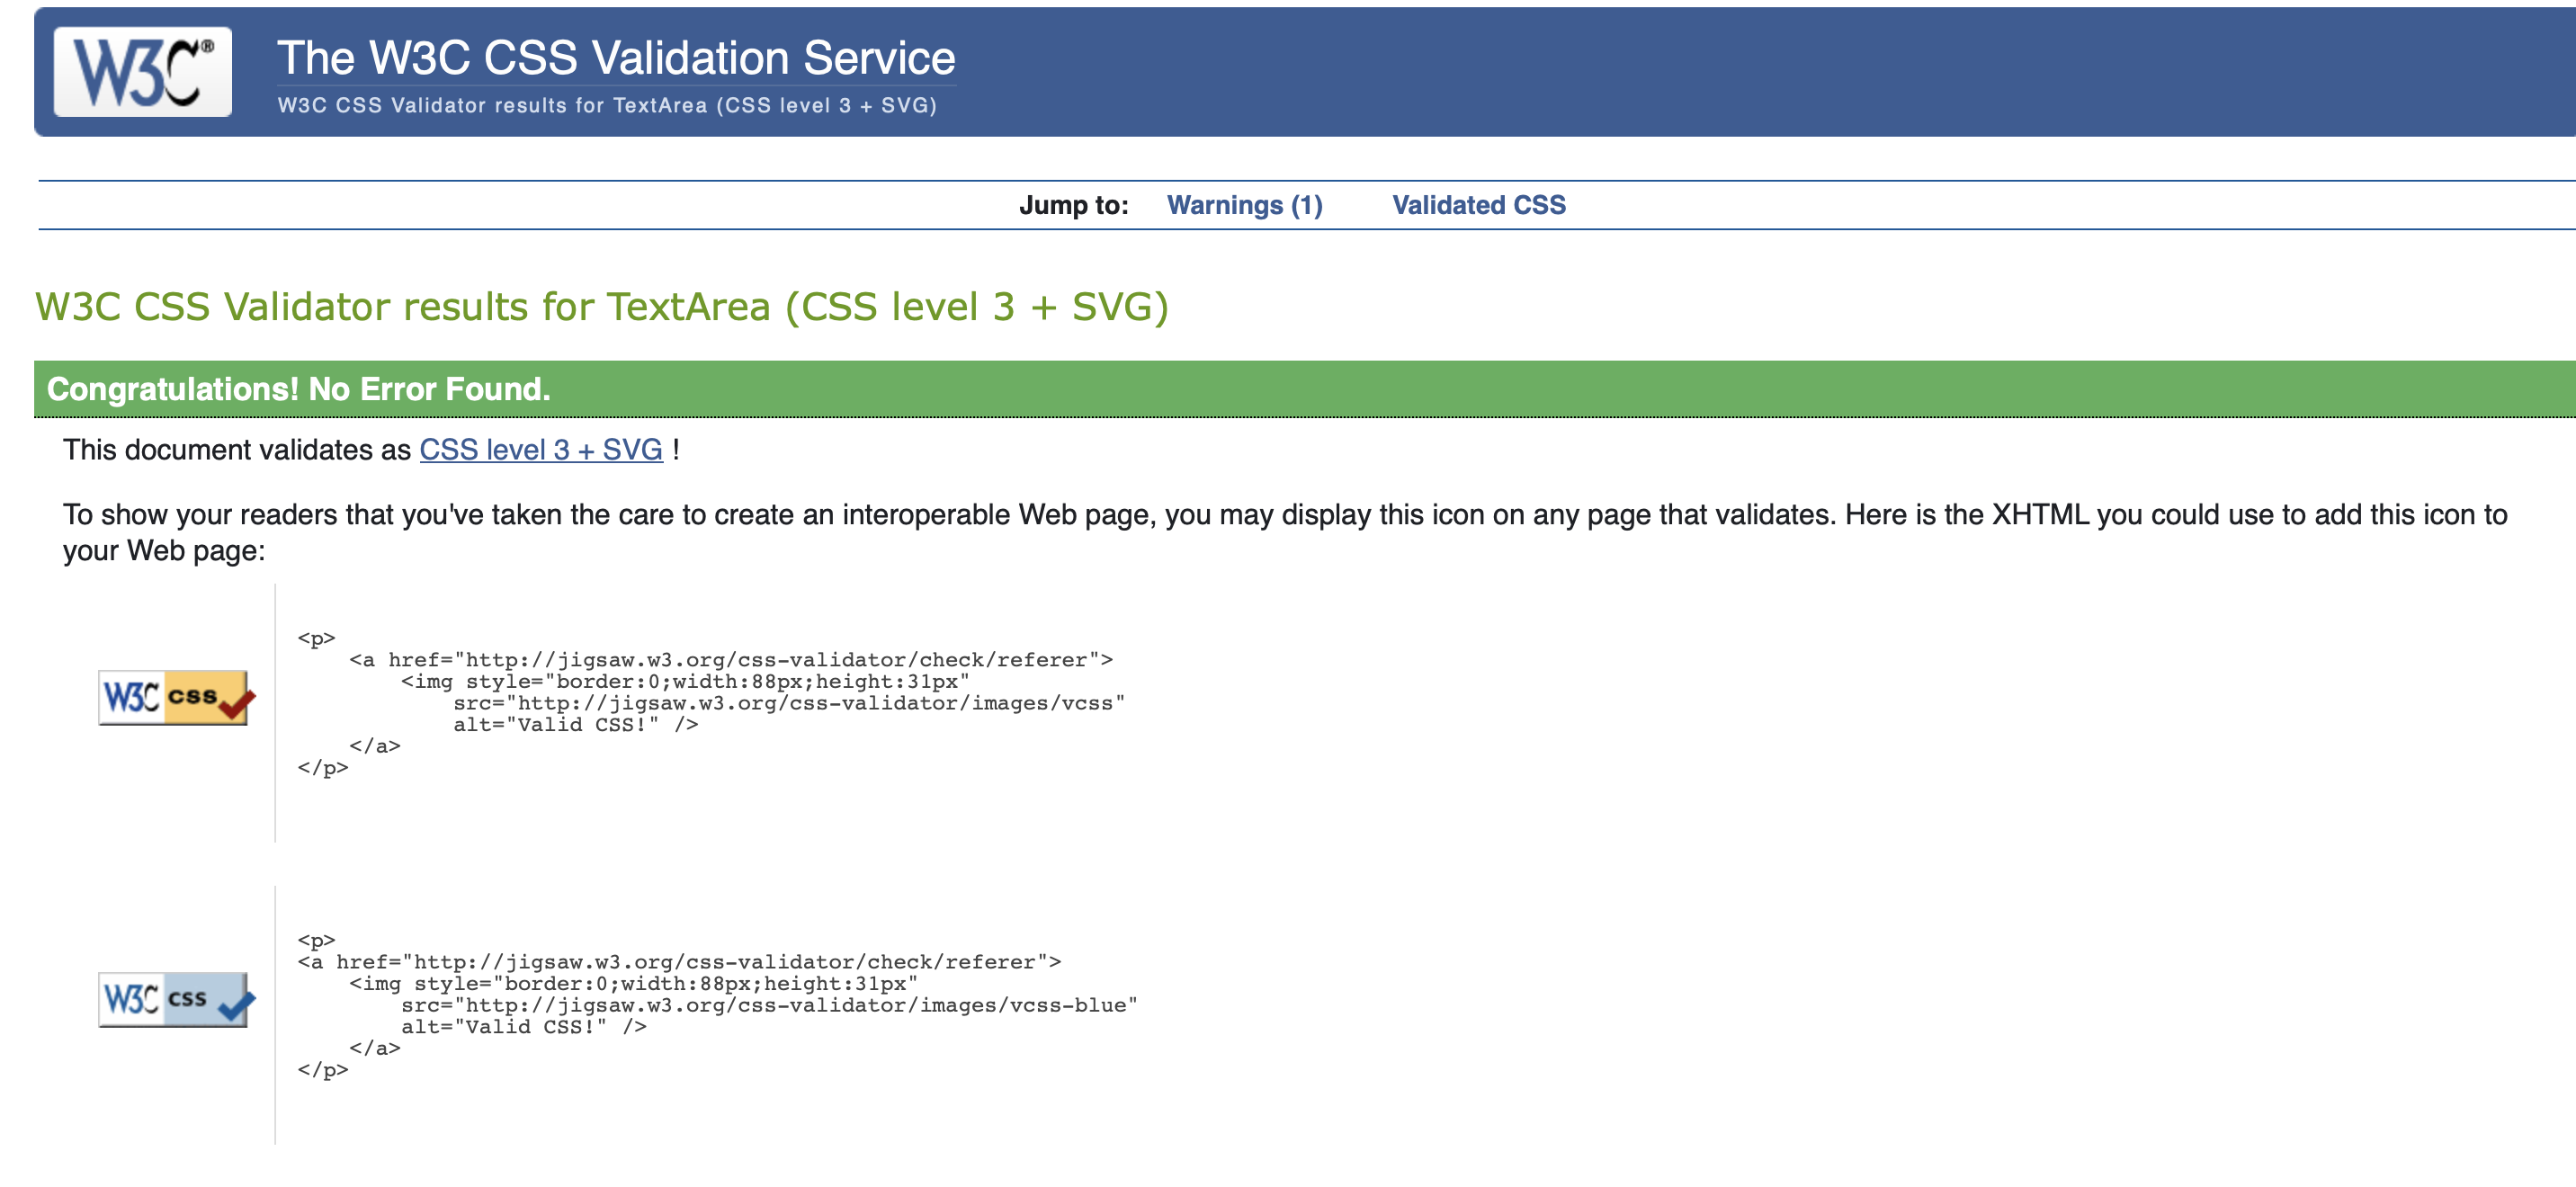 W3C®
The W3C CSS Validation Service
W3C CSS Validator results for TextArea (CSS level 3 + SVG)
Jump to: Warnings (1) Validated CSS
W3C CSS Validator results for TextArea (CSS level 3 + SVG)
Congratulations! No Error Found.
This document validates as CSS level 3 + SVG !
To show your readers that you've taken the care to create an interoperable Web page, you may display this icon on any page that validates. Here is the XHTML you could use to add this icon to
your Web page:
W3C css
<p>
    <a href="http://jigsaw.w3.org/css-validator/check/referer">
        <img style="border:0;width:88px;height:31px"
            src="http://jigsaw.w3.org/css-validator/images/vcss"
            alt="Valid CSS!" />
    </a>
</p>
W3C css
<p>
<a href="http://jigsaw.w3.org/css-validator/check/referer">
    <img style="border:0;width:88px;height:31px"
        src="http://jigsaw.w3.org/css-validator/images/vcss-blue"
        alt="Valid CSS!" />
    </a>
</p>